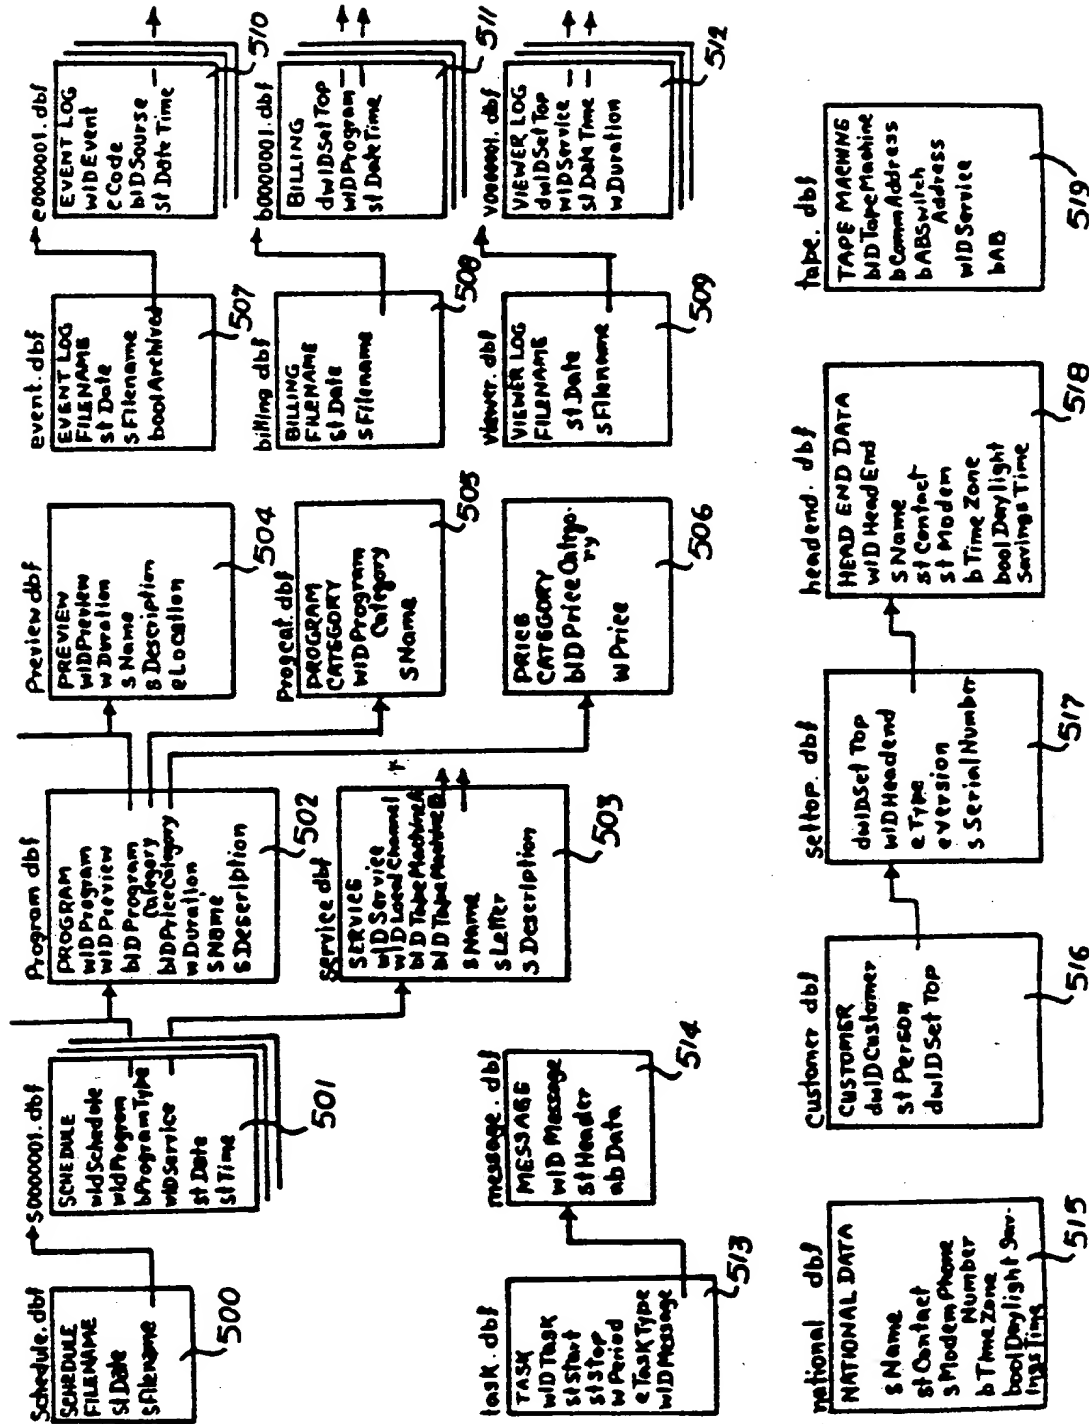 Schedule.dbf
SCHEDULE
FILENAME
stDate
sFilename
500
s0000001.dbf
SCHEDULE
wIdSchedule
wIdProgram
bProgramType
wIDService
stDate
stTime
501
Program dbf
PROGRAM
wIDProgram
wIDPreview
bIDProgram
Category
bIDPriceCategory
wDuration
sName
sDescription
502
service dbf
SERVICE
wIDService
wIDLocalChannel
bIDTapeMachineA
bIDTapeMachineB
sName
sLetter
sDescription
503
*
Preview dbf
PREVIEW
wIDPreview
wDuration
sName
sDescription
eLocation
504
Progcat.dbf
PROGRAM
CATEGORY
wIDProgram
Category
sName
505
PRICE
CATEGORY
bIDPriceCatego-
ry
wPrice
506
event.dbf
EVENT LOG
FILENAME
stDate
sFilename
boolArchived
507
billing dbf
BILLING
FILENAME
stDate
sFilename
508
viewer.dbf
VIEWER LOG
FILENAME
stDate
sFilename
509
e0000001.dbf
EVENT LOG
wIDEvent
eCode
bIDSourse
stDateTime
510
b0000001.dbf
BILLING
dwIDSetTop
wIDProgram
stDateTime
511
v0000001.dbf
VIEWER LOG
dwIDSetTop
wIDService
stDateTime
wDuration
512
task.dbf
TASK
wIDTask
stStart
stStop
wPeriod
eTaskType
wIDMessage
513
message.dbf
MESSAGE
wIDMessage
stHeader
abData
514
national dbf
NATIONAL DATA
sName
stContact
sModemPhone
Number
bTimeZone
boolDaylightSav-
ingsTime
515
Customer dbf
CUSTOMER
dwIDCustomer
stPerson
dwIDSet Top
516
settop.dbf
dwIDSet Top
wIDHeadend
eType
eversion
sSerialNumber
517
headend.dbf
HEAD END DATA
wIDHeadEnd
sName
stContact
stModem
bTimeZone
boolDaylight
SavingsTime
518
tape.dbf
TAPE MACHINE
bIDTapeMachine
bCommAddress
bABSwitch
Address
wIDService
bAB
519